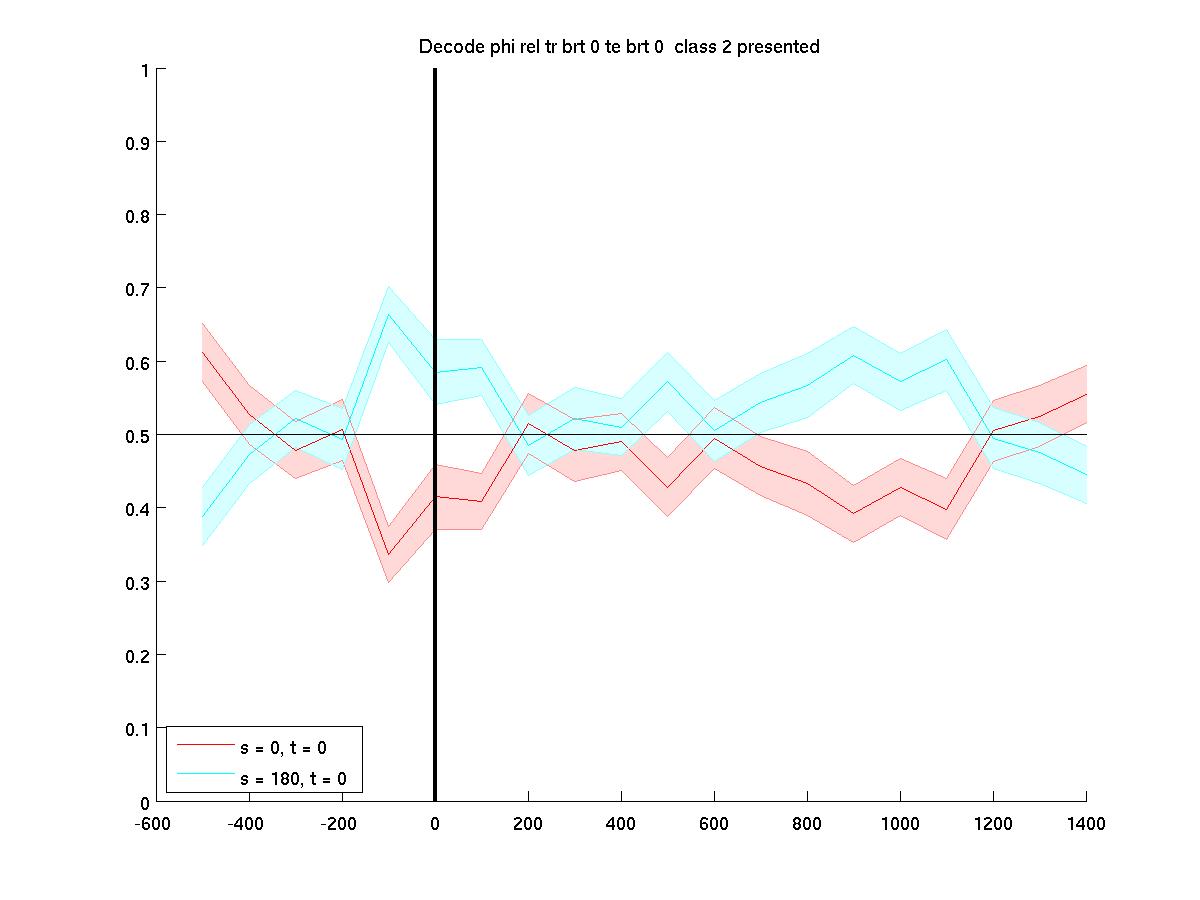 Decode phi rel tr brt 0 te brt 0  class 2 presented
1
0.9
0.8
0.7
0.6
0.5
0.4
0.3
0.2
0.1
0
s = 0, t = 0
s = 180, t = 0
-600 -400 -200 0 200 400 600 800 1000 1200 1400